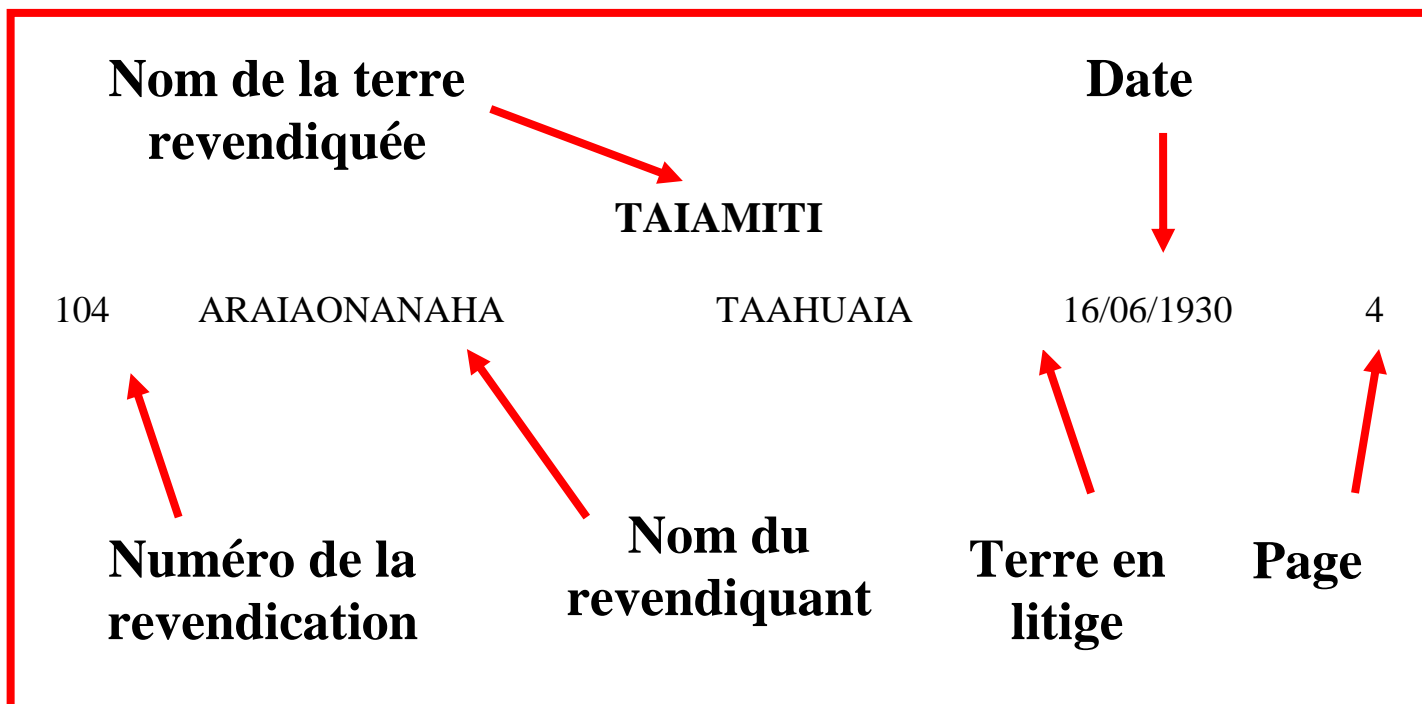 Nom de la terre
revendiquée
Date
TAIAMITI
104 ARAIAONANAHA TAAHUAIA 16/06/1930 4
Numéro de la
revendication
Nom du
revendiquant
Terre en
litige
Page